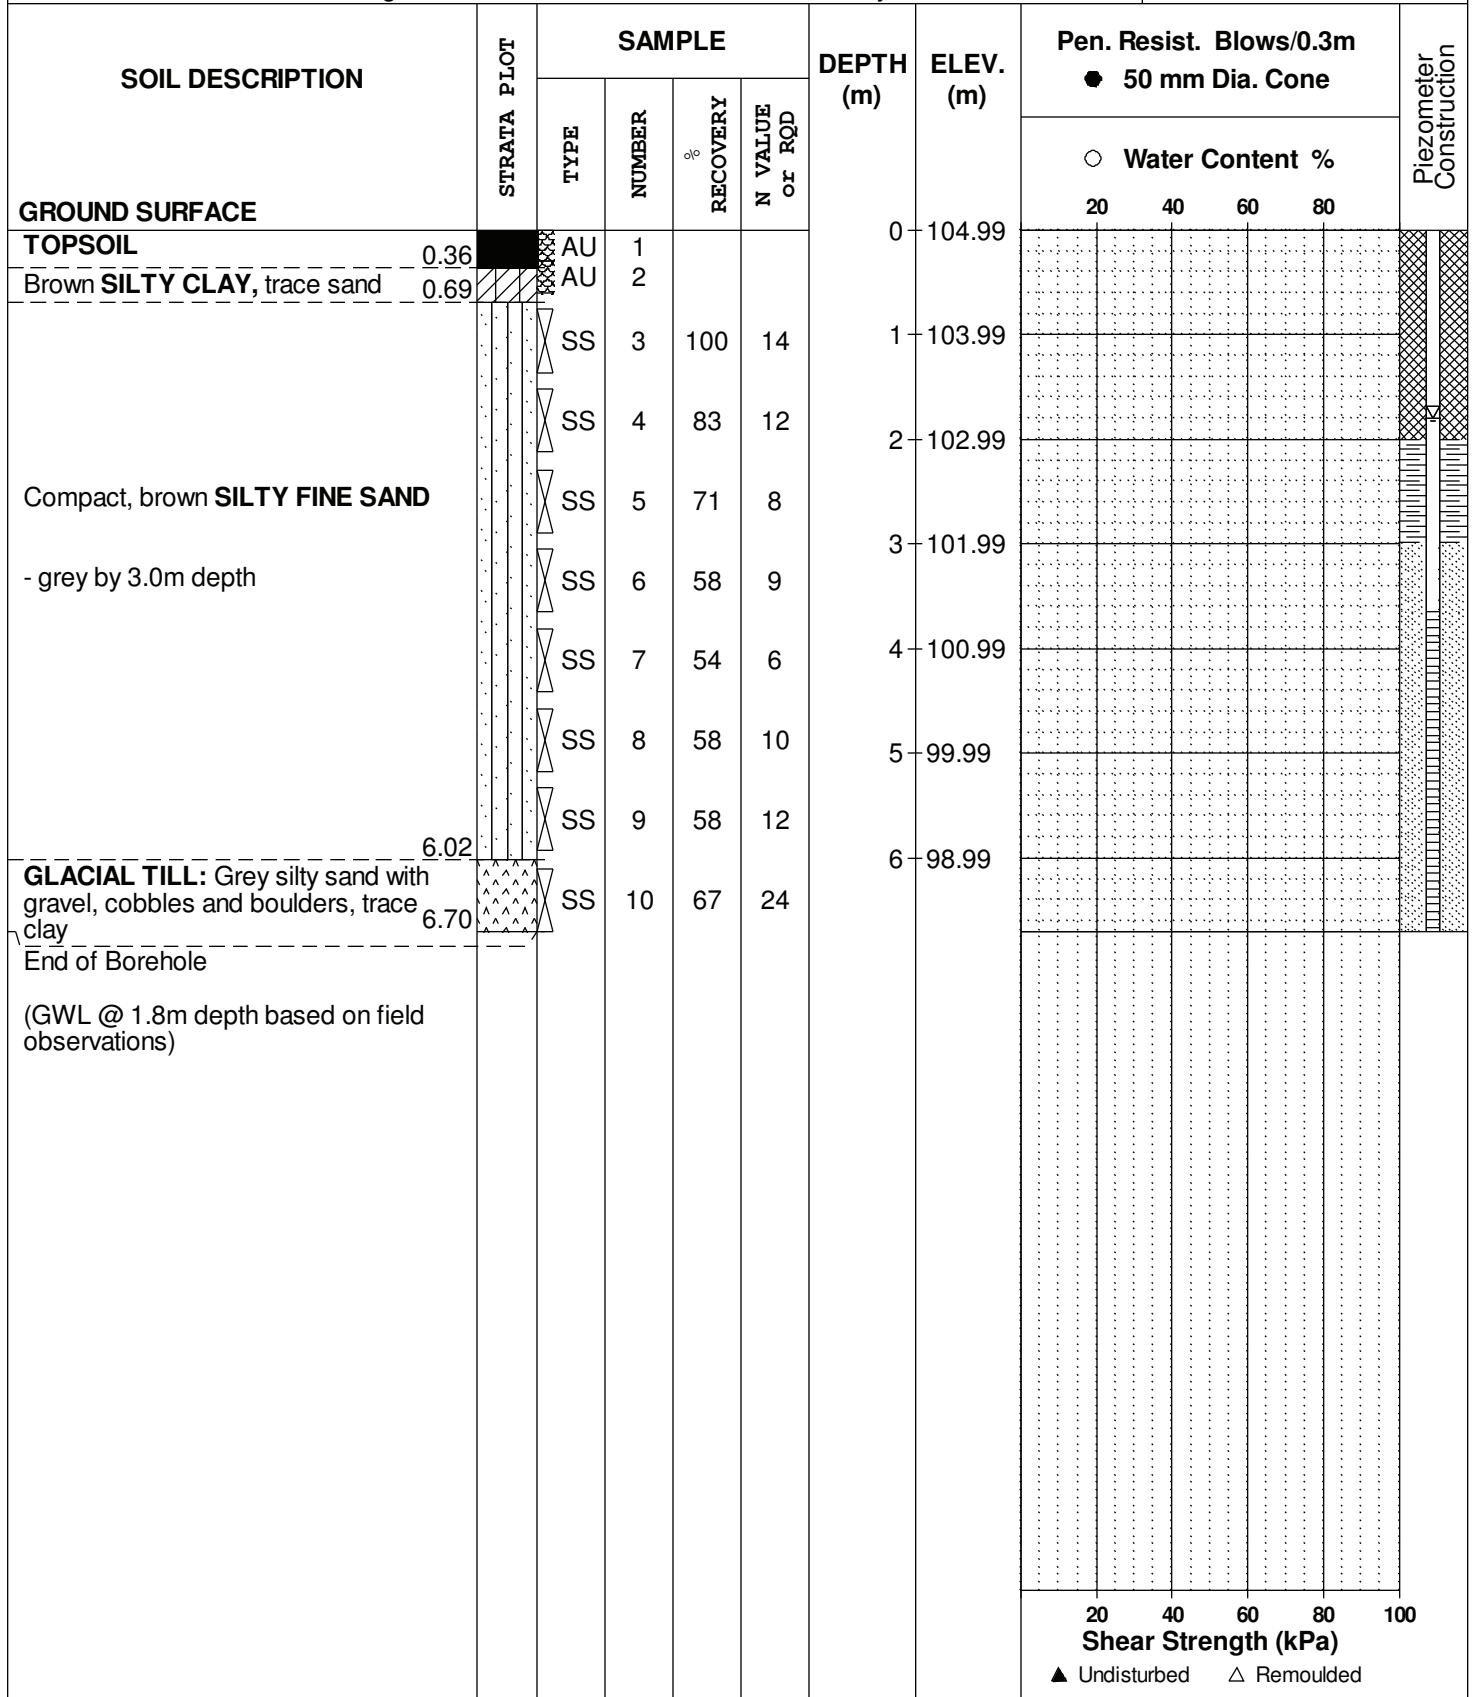 SOIL DESCRIPTION
GROUND SURFACE
STRATA PLOT
SAMPLE
TYPE
NUMBER
% RECOVERY
N VALUE or RQD
DEPTH (m)
ELEV. (m)
Pen. Resist. Blows/0.3m
● 50 mm Dia. Cone
○ Water Content %
20 40 60 80
Piezometer Construction
TOPSOIL 0.36 AU 1
0 104.99
Brown SILTY CLAY, trace sand 0.69 AU 2
SS 3 100 14
1 103.99
SS 4 83 12
2 102.99
Compact, brown SILTY FINE SAND SS 5 71 8
3 101.99
- grey by 3.0m depth SS 6 58 9
SS 7 54 6
4 100.99
SS 8 58 10
5 99.99
SS 9 58 12
6.02
6 98.99
GLACIAL TILL: Grey silty sand with
gravel, cobbles and boulders, trace
clay 6.70
SS 10 67 24
End of Borehole
(GWL @ 1.8m depth based on field
observations)
20 40 60 80 100
Shear Strength (kPa)
▲ Undisturbed △ Remoulded